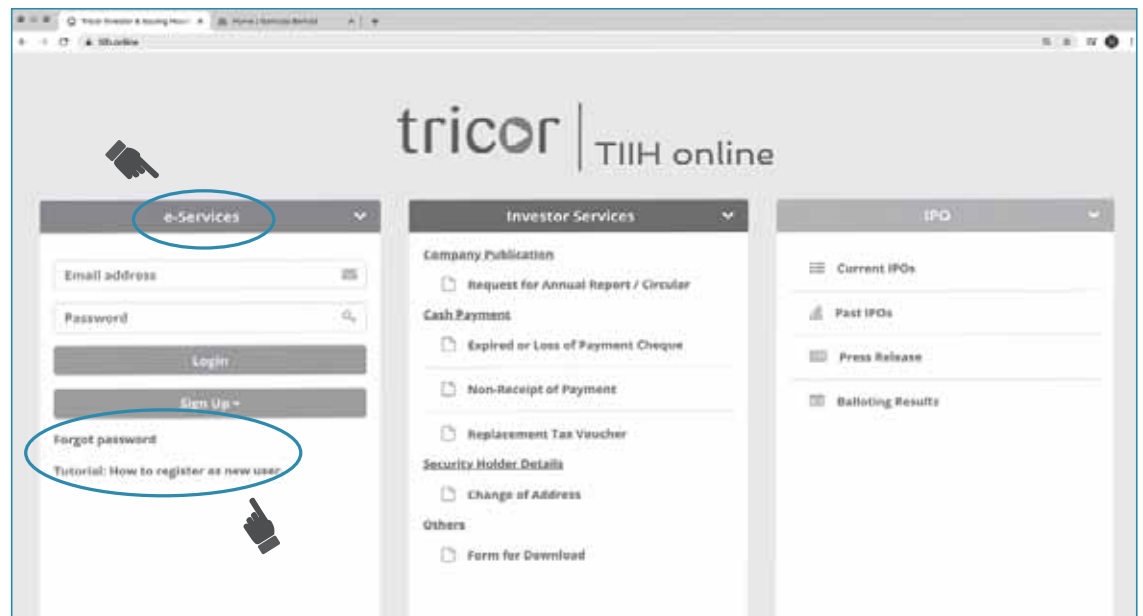 tiih.online
tricor
TIIH online
e-Services
Email address
Password
Login
Sign Up
Forgot password
Tutorial: How to register as new user
Investor Services
Company Publication
Request for Annual Report / Circular
Cash Payment
Expired or Loss of Payment Cheque
Non-Receipt of Payment
Replacement Tax Voucher
Security Holder Details
Change of Address
Others
Form for Download
IPO
Current IPOs
Past IPOs
Press Release
Balloting Results